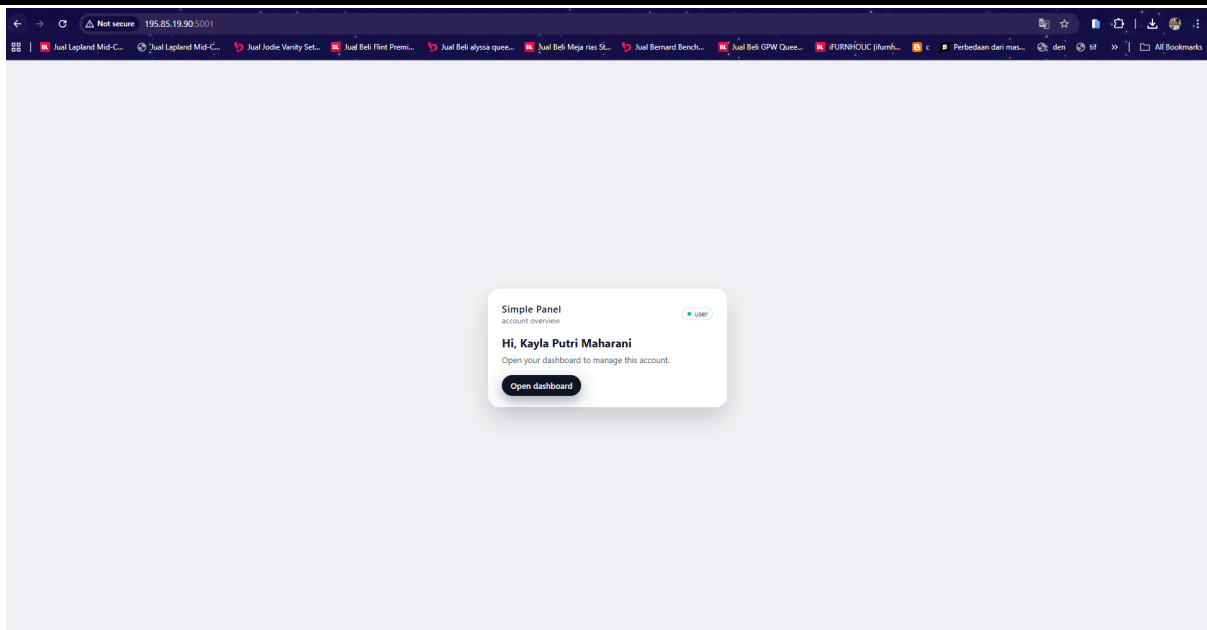 Not secure 195.85.19.90:5001
Jual Lapland Mid-C... Jual Lapland Mid-C... Jual Jodie Vanity Set... Jual Beli Flint Premi... Jual Beli alyssa quee... Jual Beli Meja rias St... Jual Bernard Bench... Jual Beli GPW Quee... iFURNHOLIC (ifurnh... c Perbedaan dari mas... den tif » All Bookmarks
Simple Panel
user
account overview
Hi, Kayla Putri Maharani
Open your dashboard to manage this account.
Open dashboard